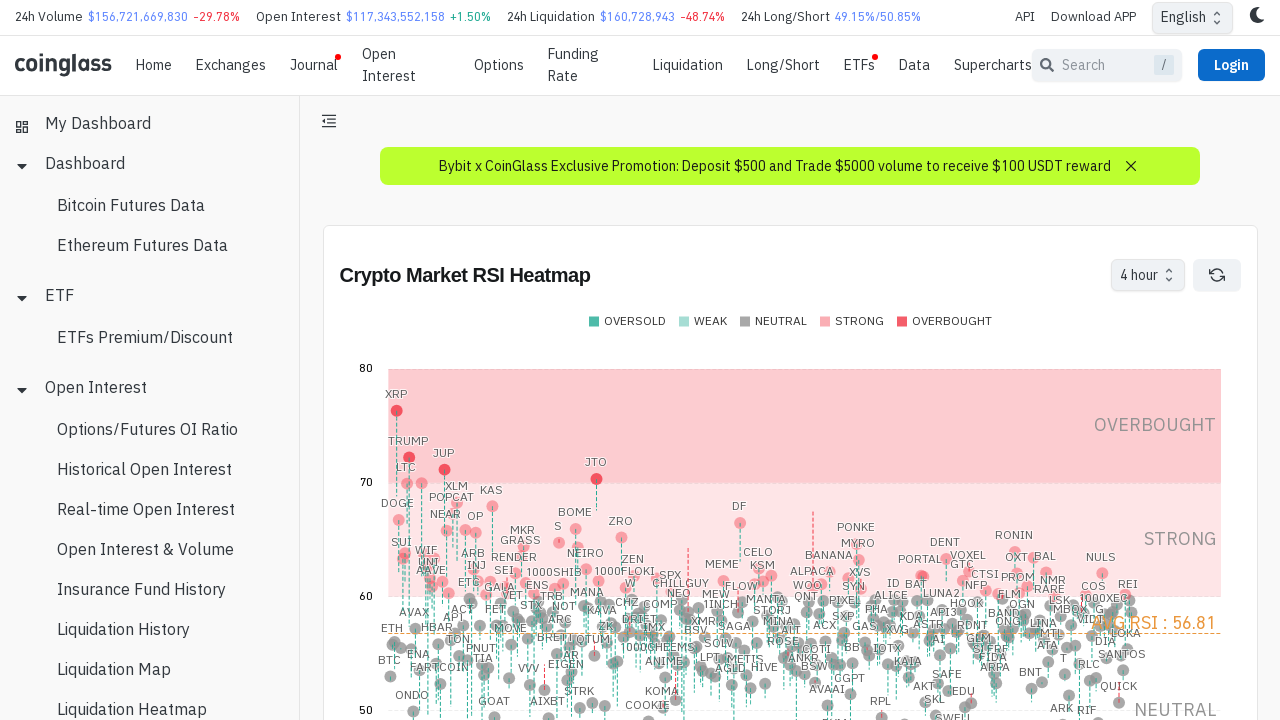 24h Volume $156,721,669,830 -29.78% Open Interest $117,343,552,158 +1.50% 24h Liquidation $160,728,943 -48.74% 24h Long/Short 49.15%/50.85% API Download APP English
coinglass Home Exchanges Journal Open Interest Options Funding Rate Liquidation Long/Short ETFs Data Supercharts Search / Login
My Dashboard
Dashboard
Bitcoin Futures Data
Ethereum Futures Data
ETF
ETFs Premium/Discount
Open Interest
Options/Futures OI Ratio
Historical Open Interest
Real-time Open Interest
Open Interest & Volume
Insurance Fund History
Liquidation History
Liquidation Map
Liquidation Heatmap
Bybit x CoinGlass Exclusive Promotion: Deposit $500 and Trade $5000 volume to receive $100 USDT reward
Crypto Market RSI Heatmap 4 hour
OVERSOLD WEAK NEUTRAL STRONG OVERBOUGHT
80
XRP
OVERBOUGHT
TRUMP
JUP
JTO
LTC
70
XLM KAS
POPCAT
DOGE
DF
NEAR OP BOME
ZRO
S
PONKE
MKR
RONIN
STRONG
GRASS
SUI
MYRO
DENT
WIF ARB NEIRO CELO
RENDER ZEN BANANA PORTAL VOXEL OXT BAL NULS
UNI INJ MEME KSM GTC
AAVE SEI 1000SHIB 1000FLOKI SPX ALPACA XVS CTSI PROM NMR
ETC GALA ENS W CHILLGUY FLOW WOO SYN ID BAT NFP RARE COS REI
60
VET TRB MANA NEO MEW QNT PIXEL ALICE LUNA2 FLM LSK 1000XEC
AVAX ACT FET STX NOT KAVA CHZ COMP 1INCH MANTA STORJ SXP PHA KDA API3 HOOK BAND OGN MBOX
API ARC DRIFT XMR MINA ONG LINA
AVG RSI : 56.81
ETH HBAR MOVE ZK IMX BSV SAGA ALT ACX GAS XVG ASTR RDNT MTL LOKA
TON BRETT QTUM ROSE AI GLM ATA DIA
ENA PNUT AR 1000CHEEMS SQLV COTI BB IOTX SLERF
BTC FARTCOIN TIA VVV EIGEN ANIME LPT METIS ANKR KAIA FIDA T RLC SANTOS
AGLD HIVE BSW ARPA
GGPT SAFE BNT
ONDO GOAT AIXBT STRK KOMA AVAAI AKT EDU QUICK
COOKIE RPL SKL ARK RIF
50
SWELL
NEUTRAL